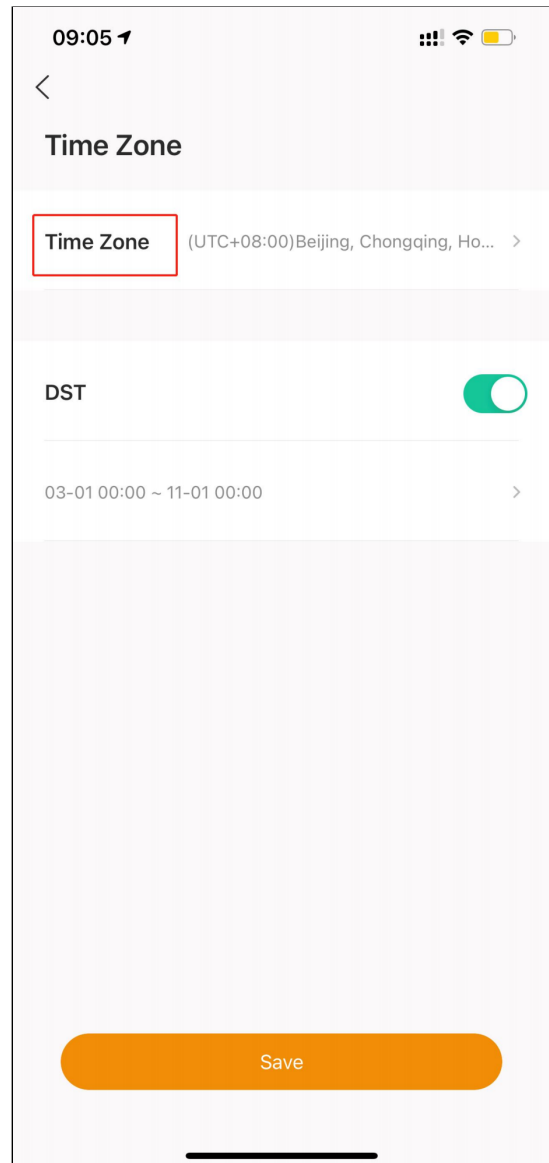 09:05
Time Zone
Time Zone (UTC+08:00)Beijing, Chongqing, Ho...
DST
03-01 00:00 ~ 11-01 00:00
Save